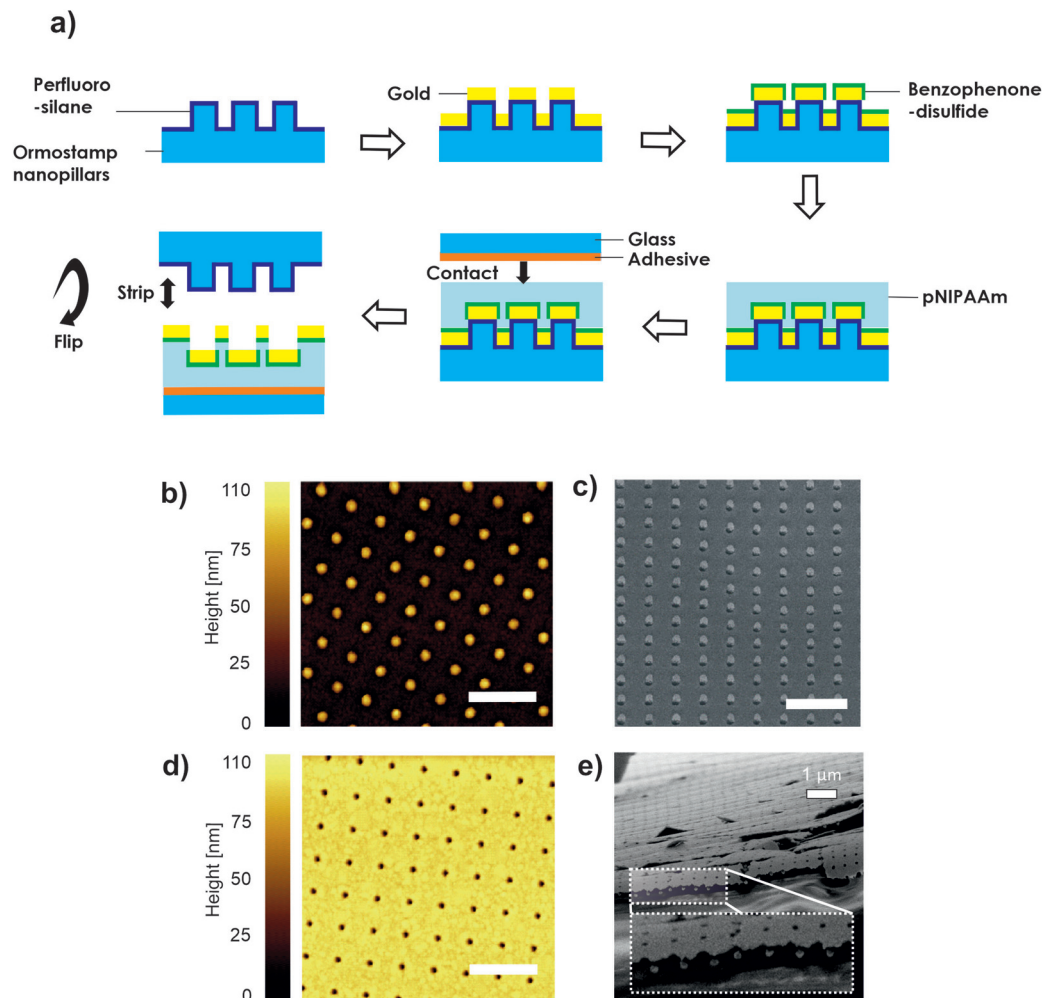 a)
Perfluoro
-silane
Ormostamp
nanopillars
Gold
Benzophenone
-disulfide
Strip
Flip
Contact
Glass
Adhesive
pNIPAAm
b)
110
75
50
25
0
Height [nm]
c)
d)
110
75
50
25
0
Height [nm]
e)
1 µm